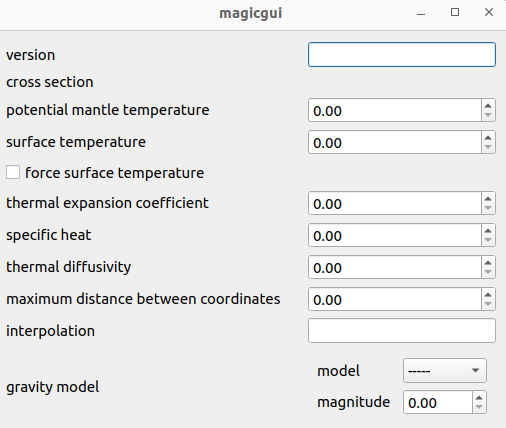 magicgui
version
cross section
potential mantle temperature 0.00
surface temperature 0.00
force surface temperature
thermal expansion coefficient 0.00
specific heat 0.00
thermal diffusivity 0.00
maximum distance between coordinates 0.00
interpolation
gravity model
model -----
magnitude 0.00